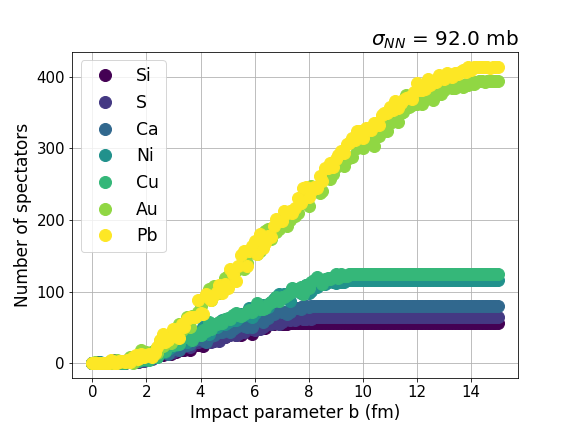 σNN = 92.0 mb
Number of spectators
400
300
200
100
0
Si
S
Ca
Ni
Cu
Au
Pb
0 2 4 6 8 10 12 14
Impact parameter b (fm)